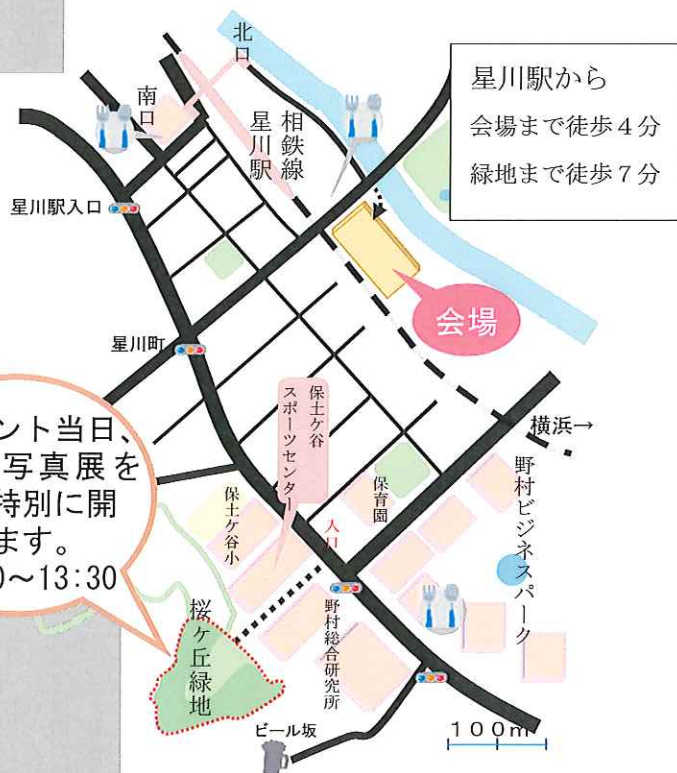 北口
南口
相鉄線
星川駅
星川駅から
会場まで徒歩4分
緑地まで徒歩7分
星川駅入口
会場
星川町
横浜→
ント当日、
写真展を
特別に開
ます。
0～13:30
保土ケ谷
スポーツセンター
保育園
野村ビジネスパーク
保土ケ谷小
入口
野村総合研究所
桜ケ丘緑地
ビール坂
100m